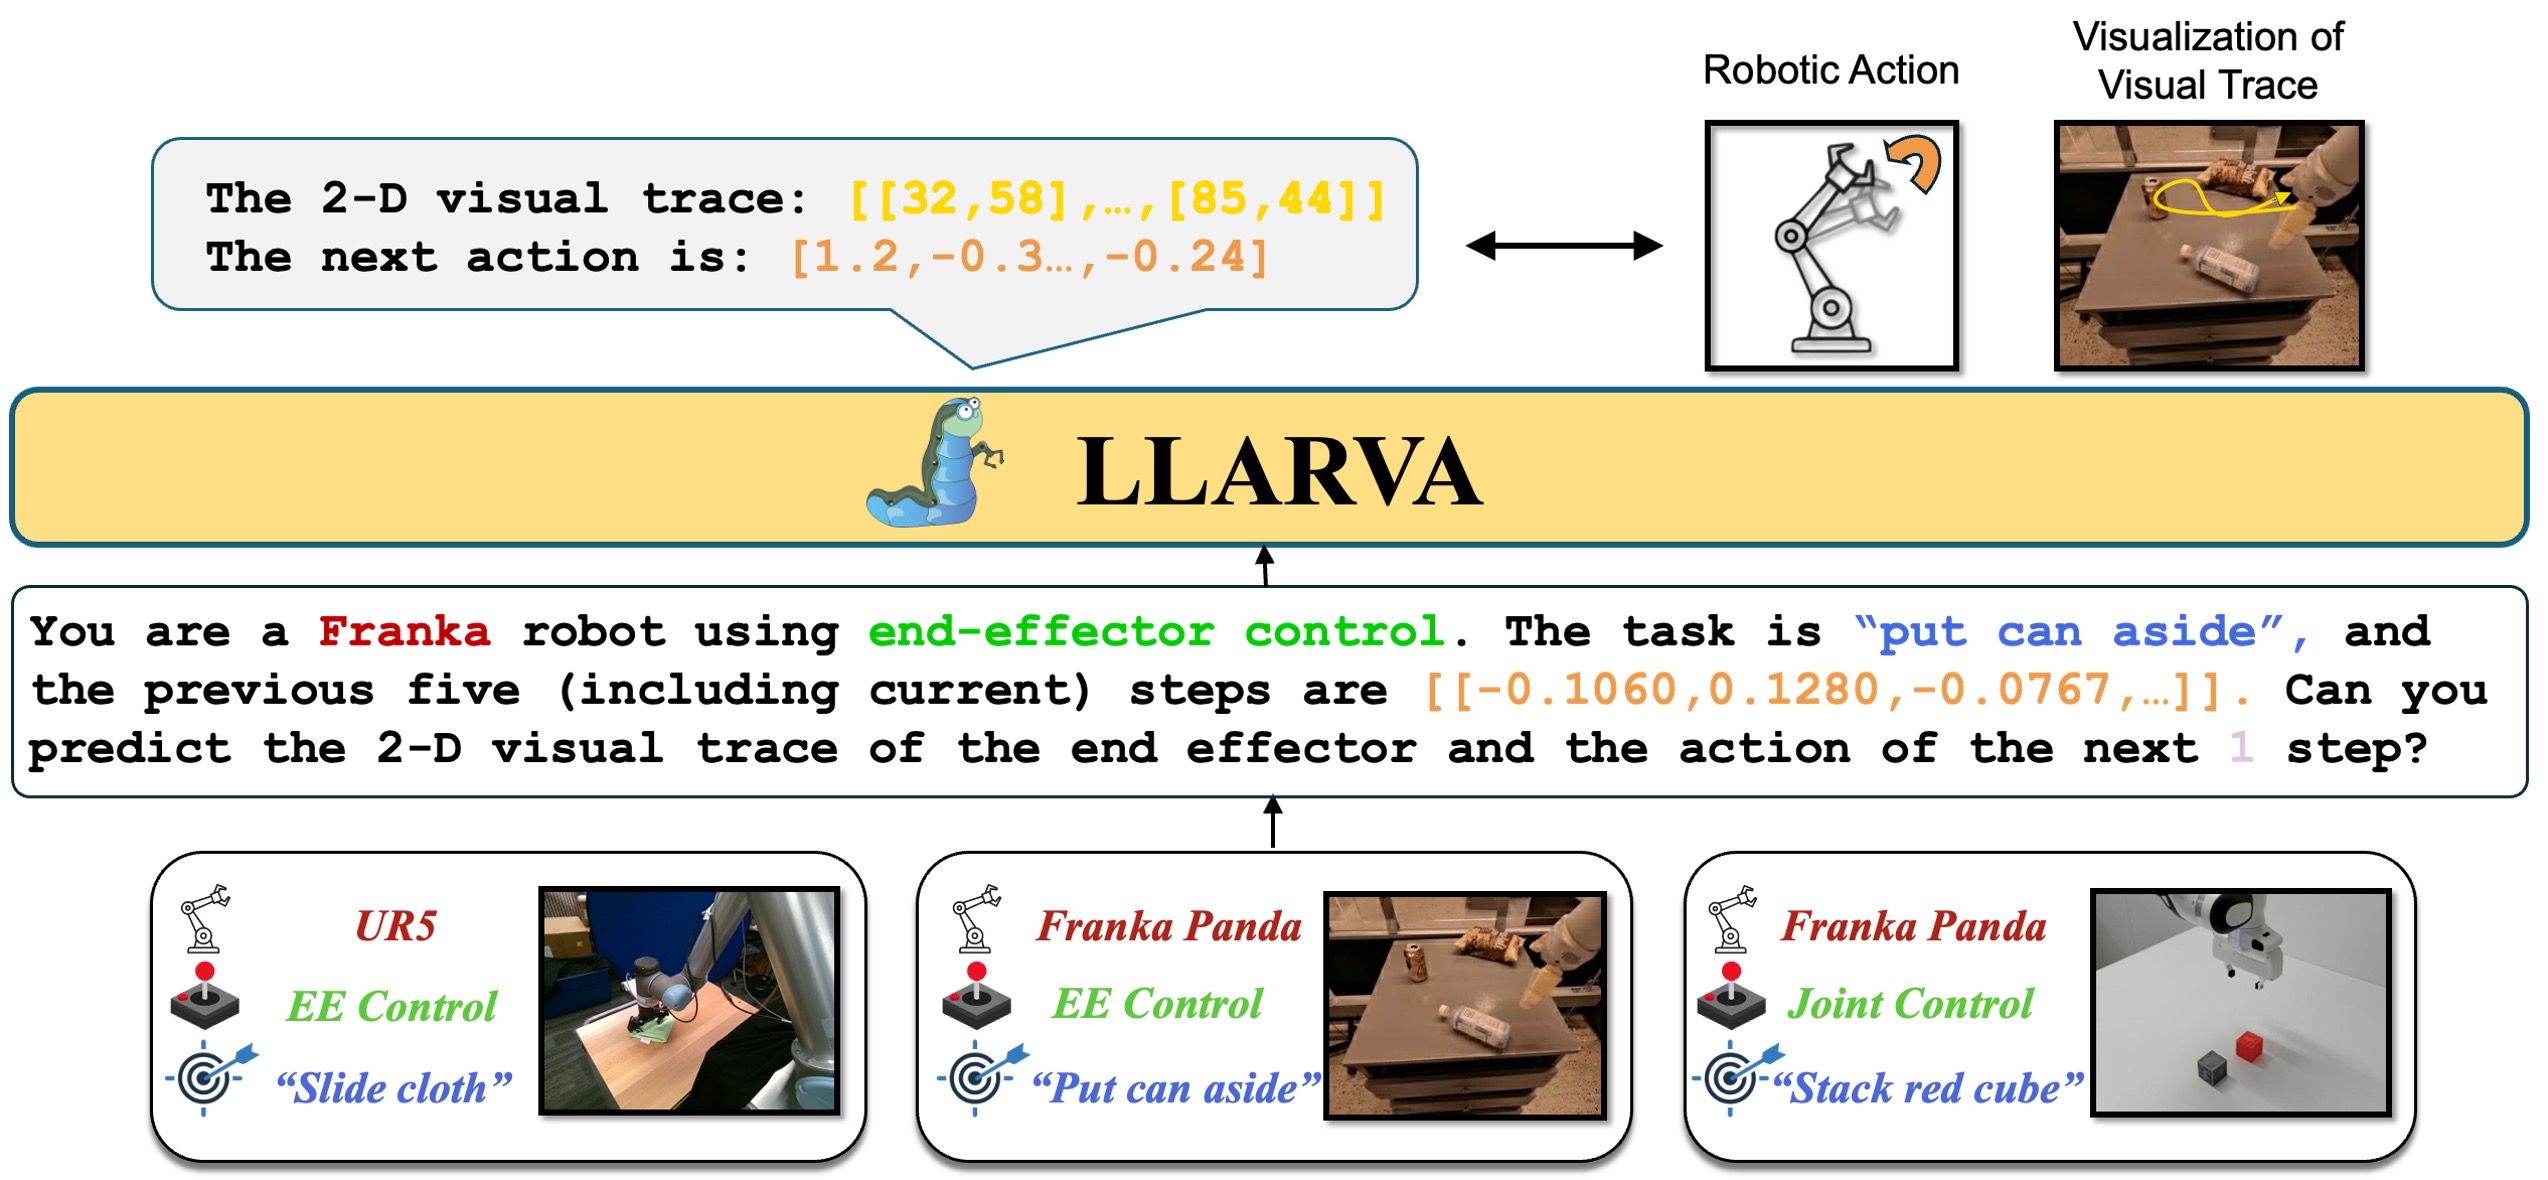 Robotic Action
Visualization of
Visual Trace
The 2-D visual trace: [[32,58],…,[85,44]]
The next action is: [1.2,-0.3…,-0.24]
LLARVA
You are a Franka robot using end-effector control. The task is “put can aside”, and
the previous five (including current) steps are [[-0.1060,0.1280,-0.0767,…]]. Can you
predict the 2-D visual trace of the end effector and the action of the next 1 step?
UR5
EE Control
“Slide cloth”
Franka Panda
EE Control
“Put can aside”
Franka Panda
Joint Control
“Stack red cube”